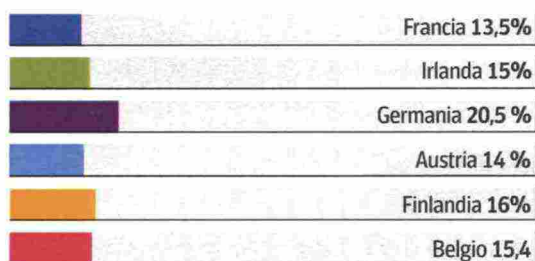 Francia 13,5%
Irlanda 15%
Germania 20,5 %
Austria 14 %
Finlandia 16%
Belgio 15,4